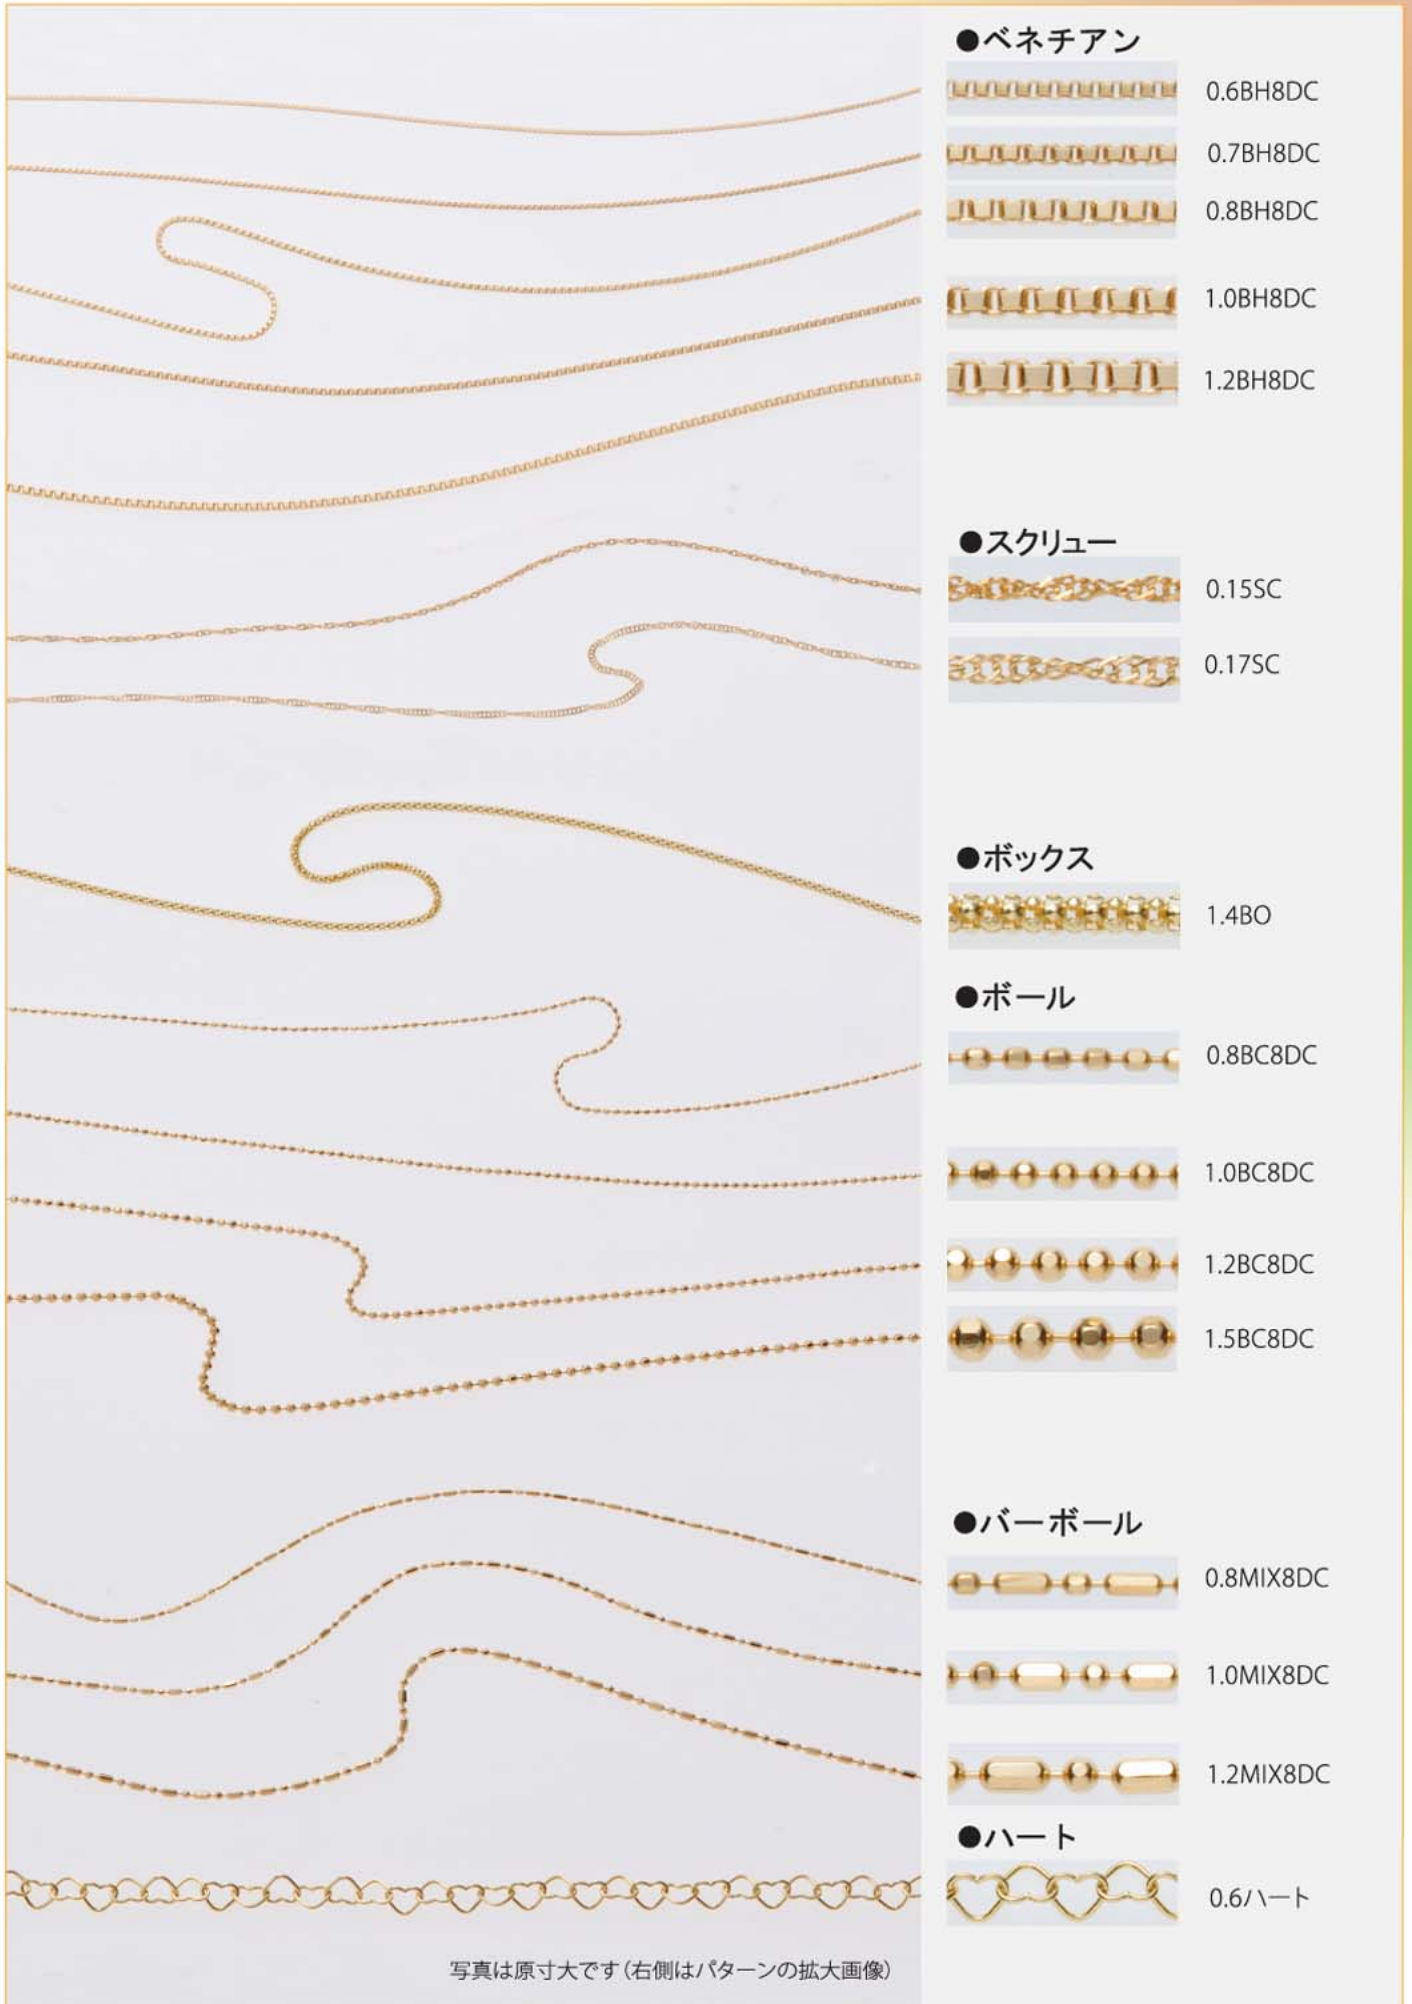 ●ベネチアン
0.6BH8DC
0.7BH8DC
0.8BH8DC
1.0BH8DC
1.2BH8DC
●スクリュー
0.15SC
0.17SC
●ボックス
1.4BO
●ボール
0.8BC8DC
1.0BC8DC
1.2BC8DC
1.5BC8DC
●バーボール
0.8MIX8DC
1.0MIX8DC
1.2MIX8DC
●ハート
0.6ハート
写真は原寸大です(右側はパターンの拡大画像)